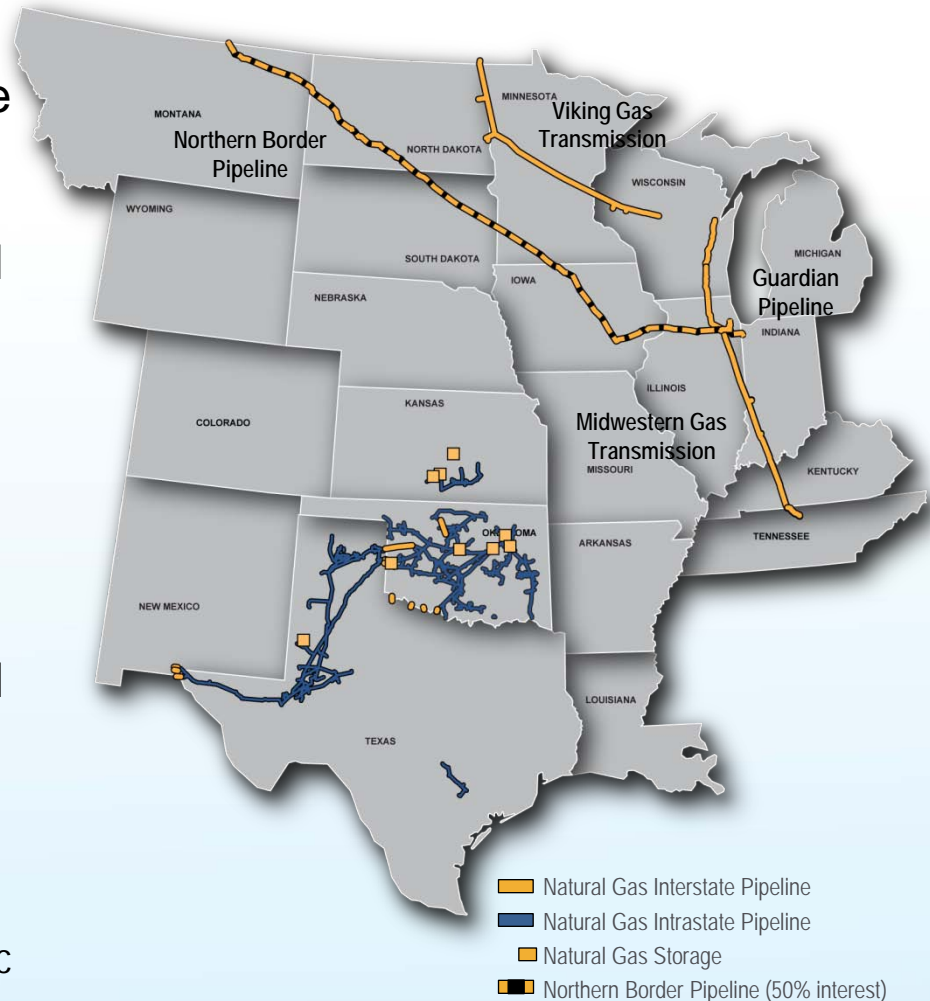 e
MONTANA
Northern Border
Pipeline
NORTH DAKOTA
MINNESOTA
Viking Gas
Transmission
WISCONSIN
MICHIGAN
Guardian
Pipeline
WYOMING
SOUTH DAKOTA
IOWA
NEBRASKA
INDIANA
ILLINOIS
COLORADO
KANSAS
Midwestern Gas
Transmission
MISSOURI
KENTUCKY
TENNESSEE
ARKANSAS
NEW MEXICO
LOUISIANA
TEXAS
Natural Gas Interstate Pipeline
Natural Gas Intrastate Pipeline
Natural Gas Storage
c
Northern Border Pipeline (50% interest)